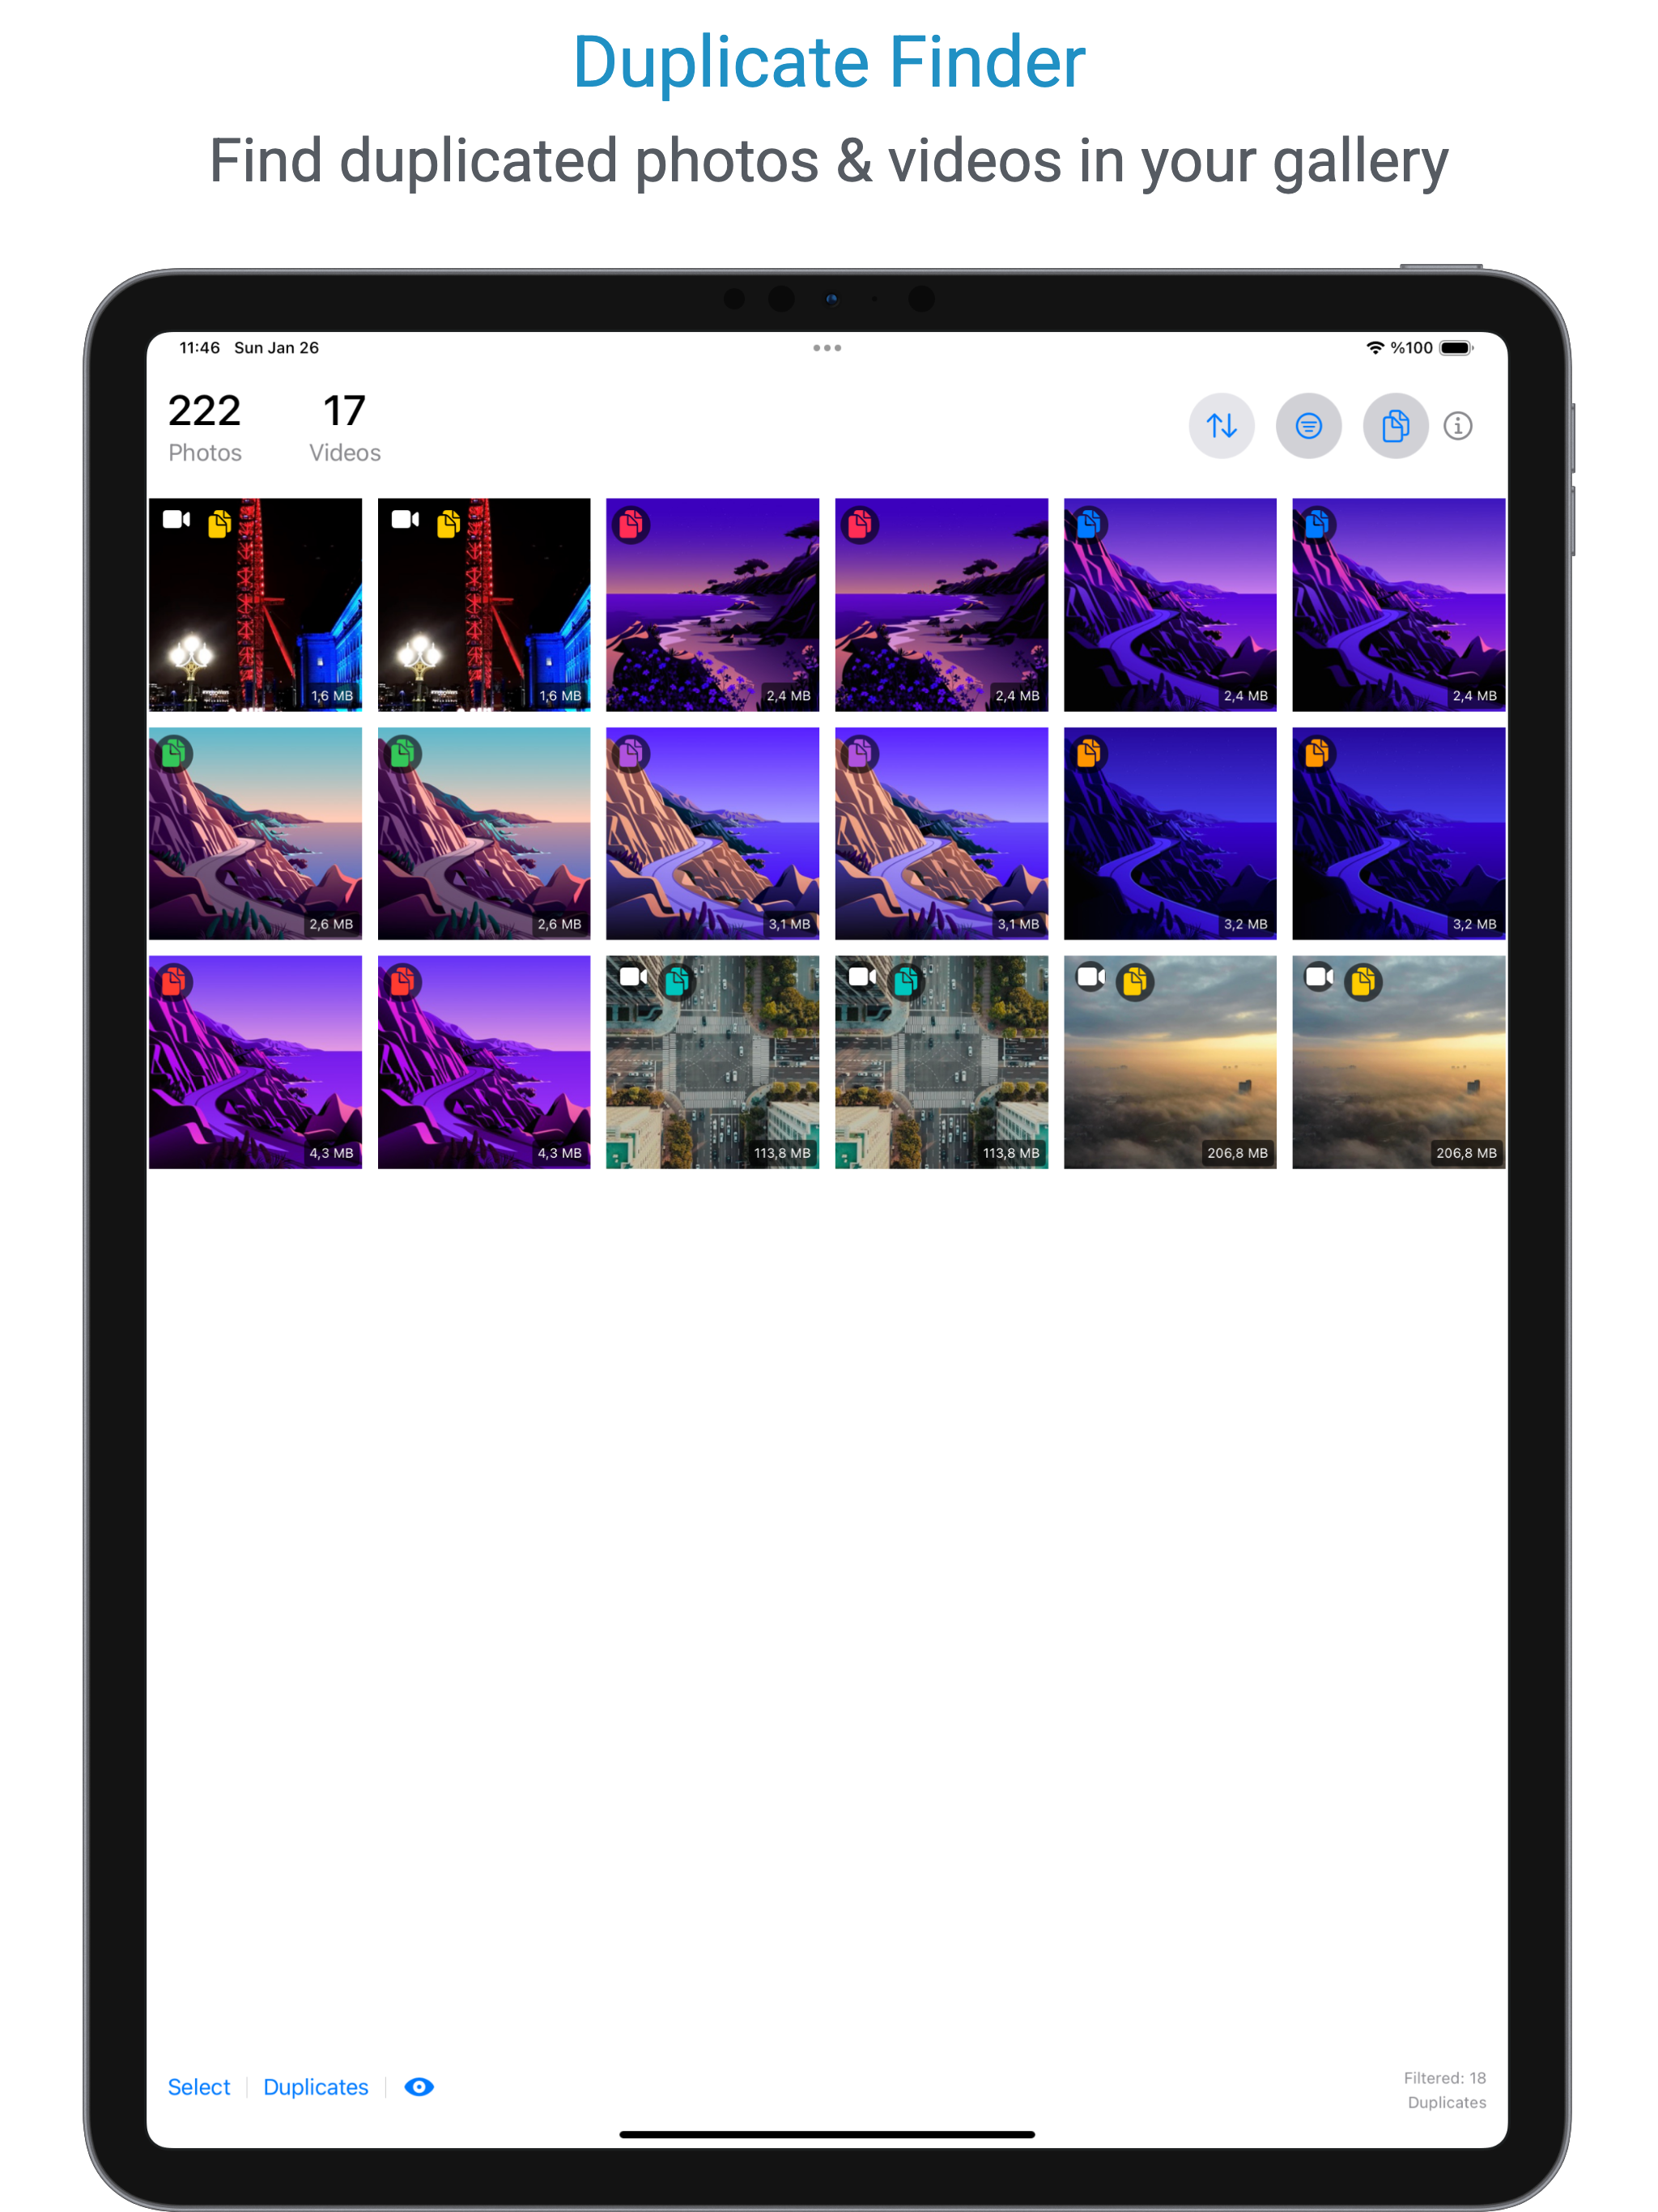 Duplicate Finder
Find duplicated photos & videos in your gallery
11:46 Sun Jan 26
%100
222 17
Photos Videos
1,6 MB 1,6 MB 2,4 MB 2,4 MB 2,4 MB 2,4 MB
2,6 MB 2,6 MB 3,1 MB 3,1 MB 3,2 MB 3,2 MB
4,3 MB 4,3 MB 113,8 MB 113,8 MB 206,8 MB 206,8 MB
Select Duplicates
Filtered: 18
Duplicates